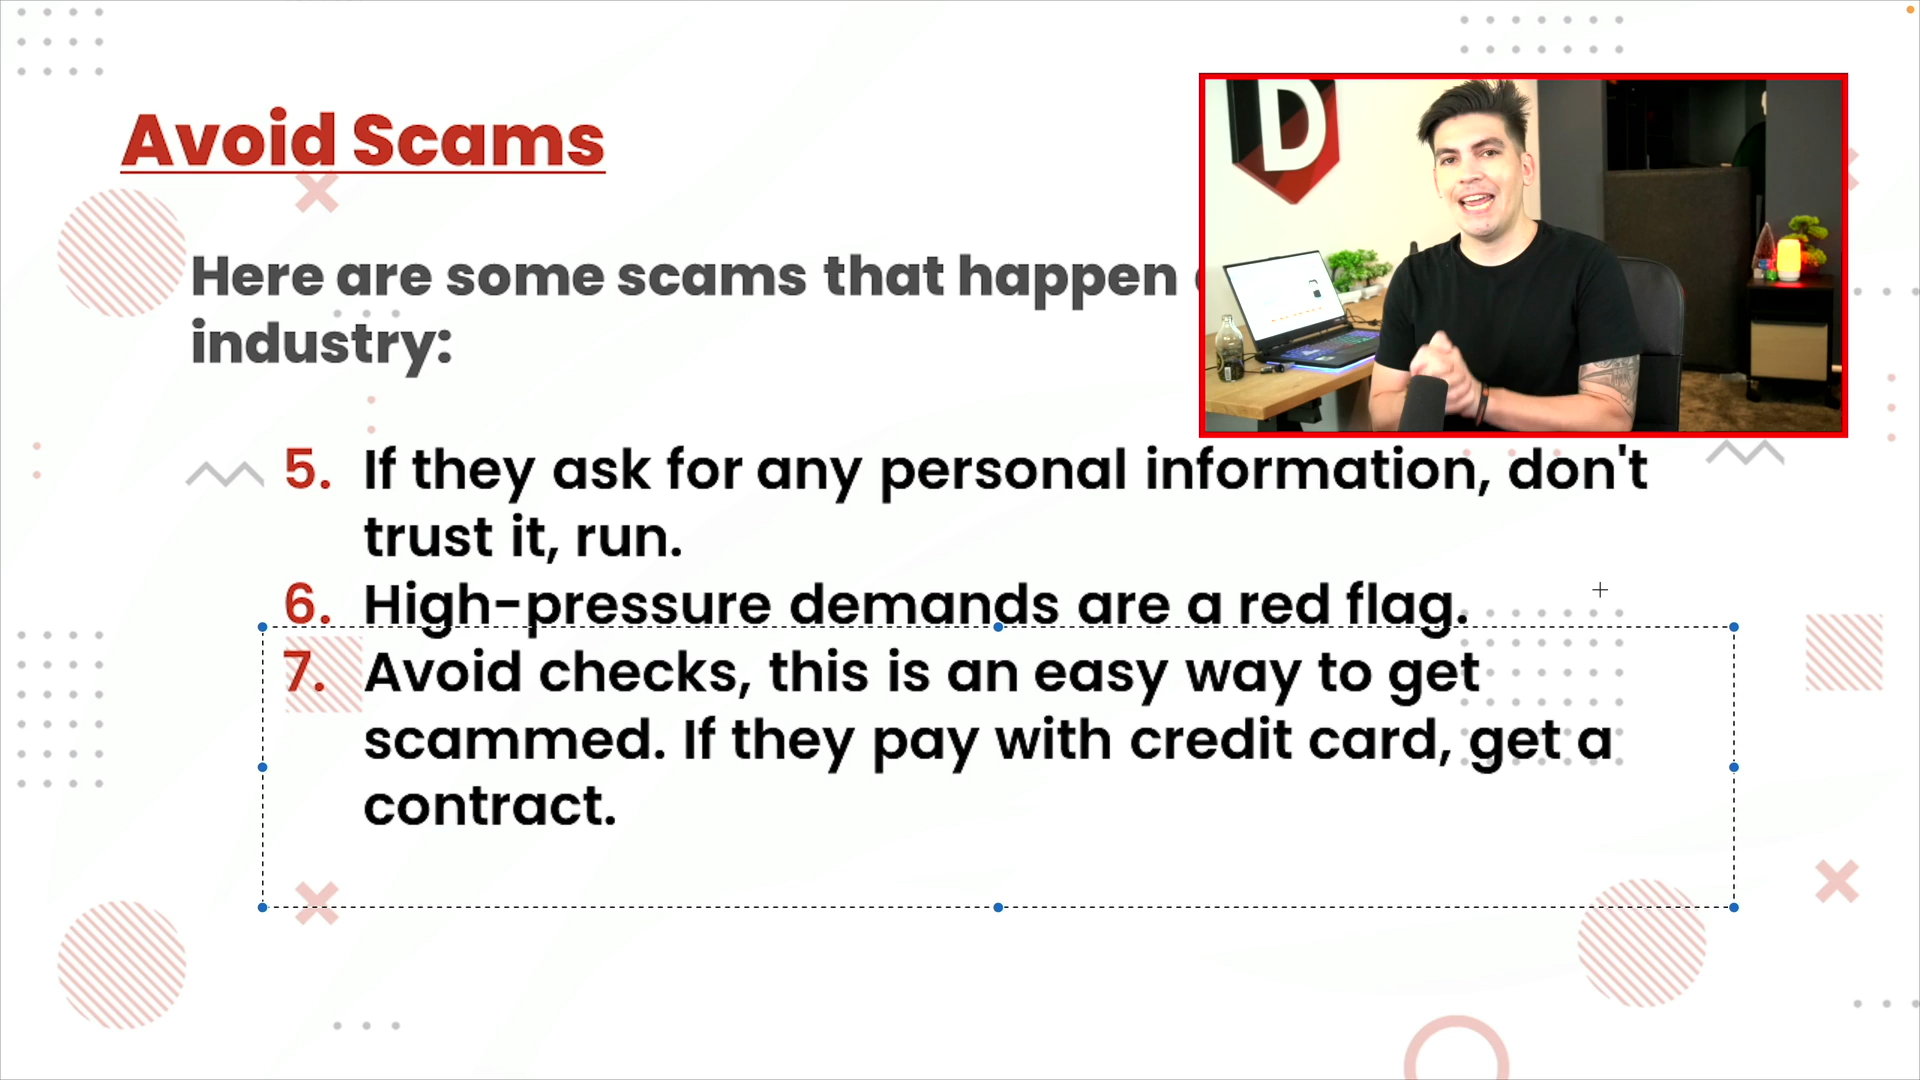 Avoid Scams
Here are some scams that happen
industry:
5. If they ask for any personal information, don't
trust it, run.
6. High-pressure demands are a red flag.
7. Avoid checks, this is an easy way to get
scammed. If they pay with credit card, get a
contract.
D